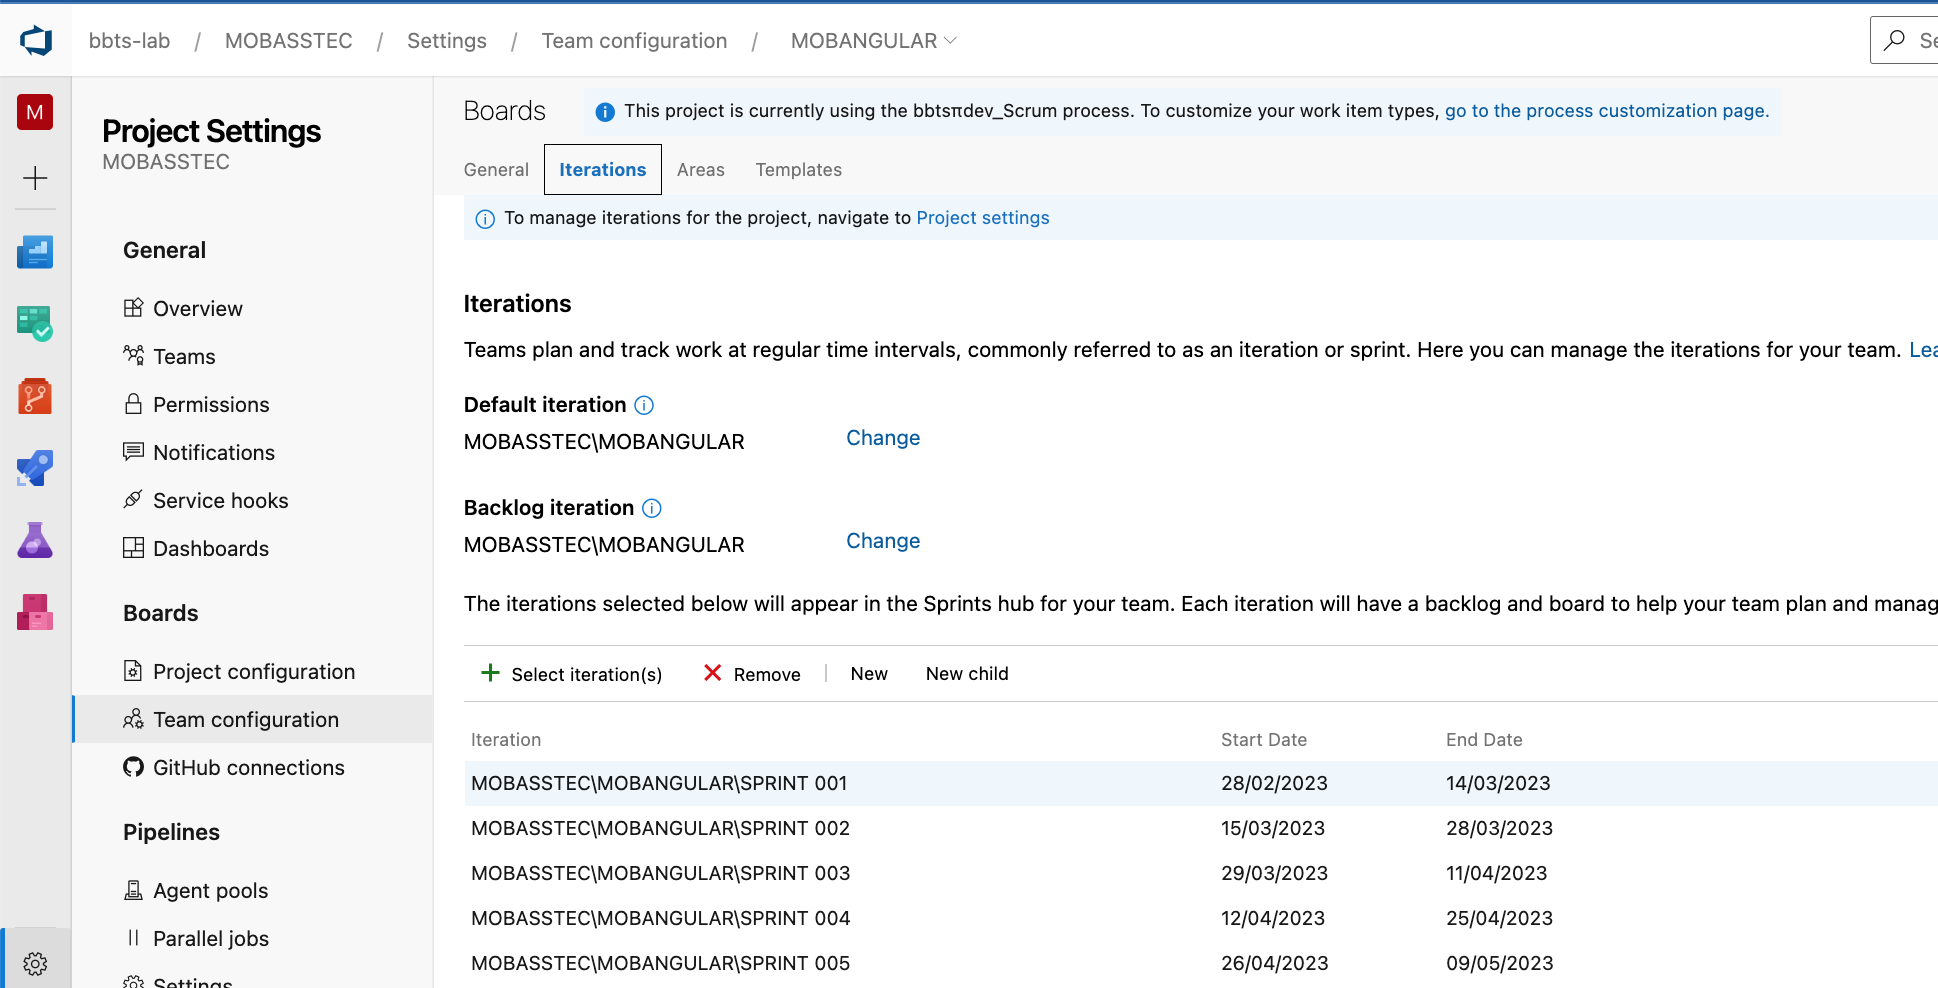 bbts-lab / MOBASSTEC / Settings / Team configuration / MOBANGULAR
M
Project Settings
MOBASSTEC
General
Overview
Teams
Permissions
Notifications
Service hooks
Dashboards
Boards
Project configuration
Team configuration
GitHub connections
Pipelines
Agent pools
Parallel jobs
Settings
Boards
This project is currently using the bbtsπdev_Scrum process. To customize your work item types, go to the process customization page.
General Iterations Areas Templates
To manage iterations for the project, navigate to Project settings
Iterations
Teams plan and track work at regular time intervals, commonly referred to as an iteration or sprint. Here you can manage the iterations for your team.
Default iteration
MOBASSTEC\MOBANGULAR Change
Backlog iteration
MOBASSTEC\MOBANGULAR Change
The iterations selected below will appear in the Sprints hub for your team. Each iteration will have a backlog and board to help your team plan and manag
Select iteration(s) Remove New New child
Iteration Start Date End Date
MOBASSTEC\MOBANGULAR\SPRINT 001 28/02/2023 14/03/2023
MOBASSTEC\MOBANGULAR\SPRINT 002 15/03/2023 28/03/2023
MOBASSTEC\MOBANGULAR\SPRINT 003 29/03/2023 11/04/2023
MOBASSTEC\MOBANGULAR\SPRINT 004 12/04/2023 25/04/2023
MOBASSTEC\MOBANGULAR\SPRINT 005 26/04/2023 09/05/2023